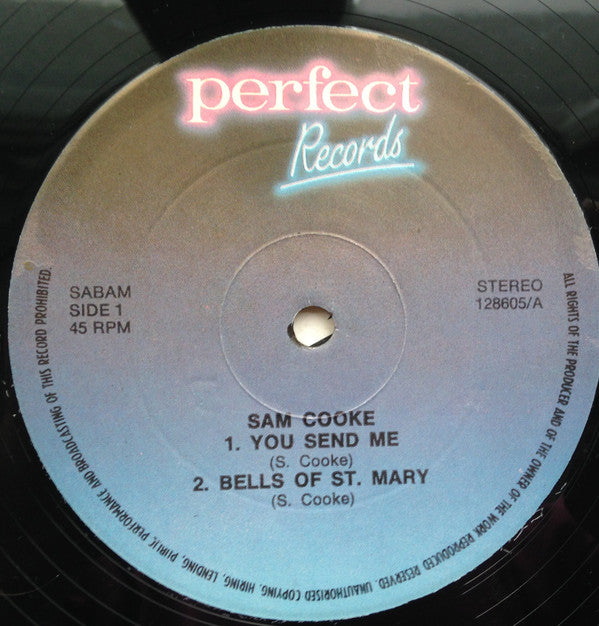 perfect
Records
SABAM
SIDE 1
45 RPM
STEREO
128605/A
SAM COOKE
1. YOU SEND ME
(S. Cooke)
2. BELLS OF ST. MARY
(S. Cooke)
ALL RIGHTS OF THE PRODUCER AND OF THE OWNER OF THE WORK REPRODUCED RESERVED. UNAUTHORISED COPYING, HIRING, LENDING, PUBLIC PERFORMANCE AND BROADCASTING OF THIS RECORD PROHIBITED.